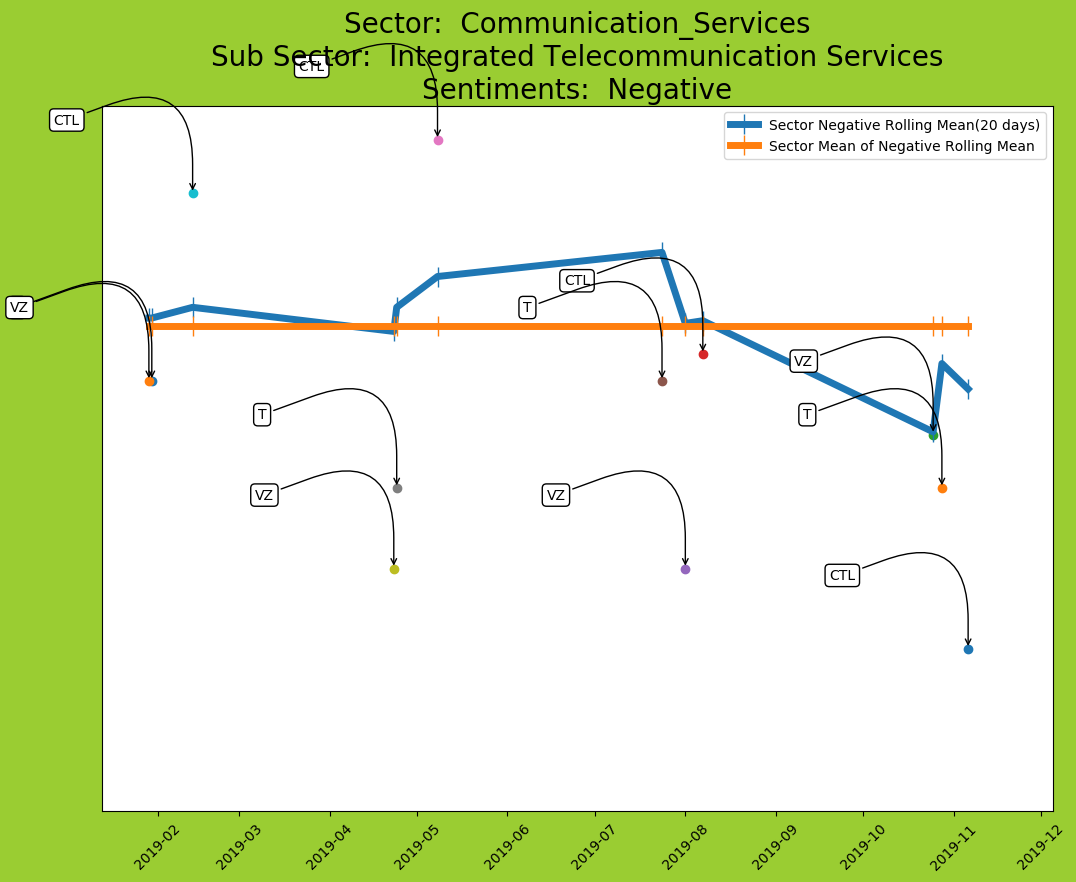 Sector:  Communication_Services
Sub Sector:  Integrated Telecommunication Services
Sentiments:  Negative
CTL
CTL
Sector Negative Rolling Mean(20 days)
Sector Mean of Negative Rolling Mean
CTL
VZ
T
VZ
T
T
VZ
VZ
CTL
2019-02
2019-03
2019-04
2019-05
2019-06
2019-07
2019-08
2019-09
2019-10
2019-11
2019-12